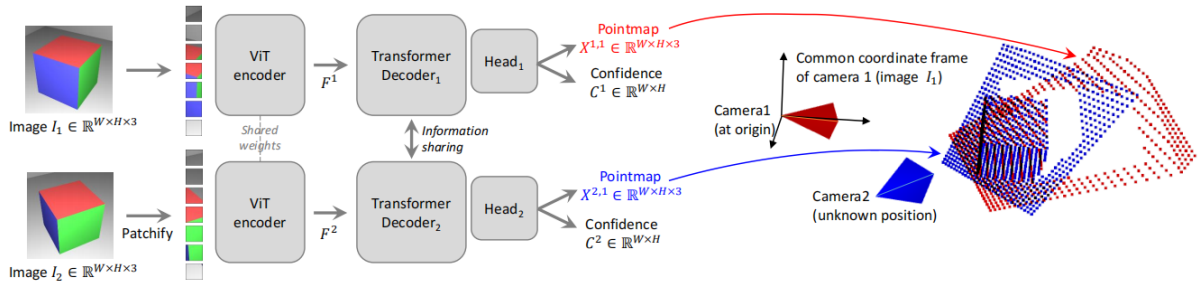 Image I₁ ∈ ℝ^{W×H×3}
ViT
encoder
F¹
Transformer
Decoder₁
Head₁
Pointmap
X^{1,1} ∈ ℝ^{W×H×3}
Confidence
C¹ ∈ ℝ^{W×H}
Shared
weights
Information
sharing
Image I₂ ∈ ℝ^{W×H×3}
Patchify
ViT
encoder
F²
Transformer
Decoder₂
Head₂
Pointmap
X^{2,1} ∈ ℝ^{W×H×3}
Confidence
C² ∈ ℝ^{W×H}
Common coordinate frame
of camera 1 (image I₁)
Camera1
(at origin)
Camera2
(unknown position)